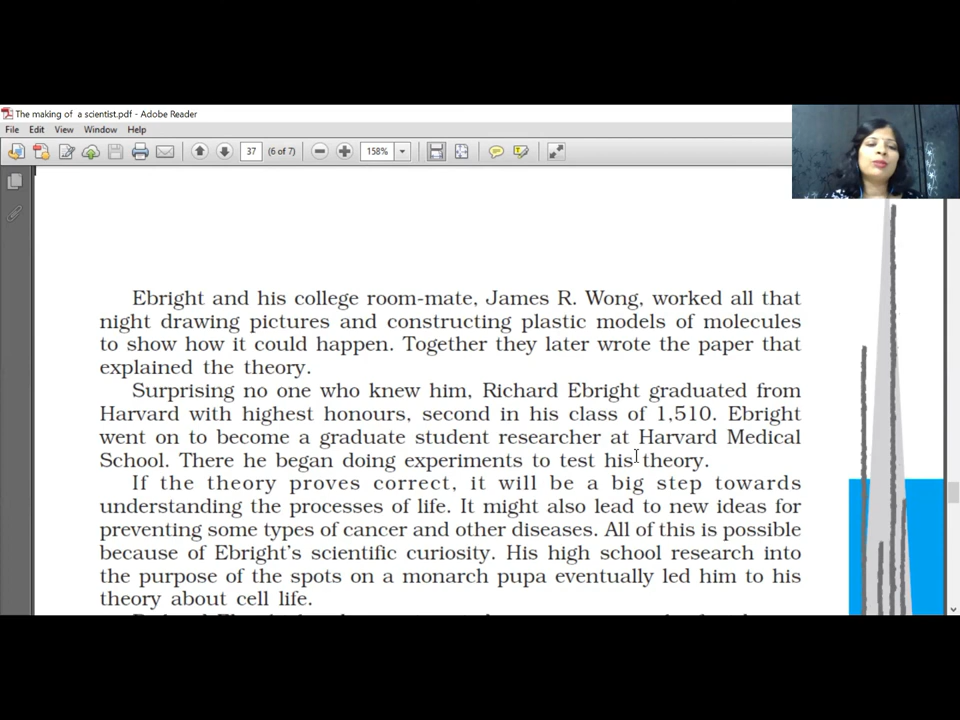 The making of a scientist.pdf - Adobe Reader
File Edit View Window Help
37 (6 of 7) 158%
Ebright and his college room-mate, James R. Wong, worked all that
night drawing pictures and constructing plastic models of molecules
to show how it could happen. Together they later wrote the paper that
explained the theory.
Surprising no one who knew him, Richard Ebright graduated from
Harvard with highest honours, second in his class of 1,510. Ebright
went on to become a graduate student researcher at Harvard Medical
School. There he began doing experiments to test his theory.
If the theory proves correct, it will be a big step towards
understanding the processes of life. It might also lead to new ideas for
preventing some types of cancer and other diseases. All of this is possible
because of Ebright's scientific curiosity. His high school research into
the purpose of the spots on a monarch pupa eventually led him to his
theory about cell life.